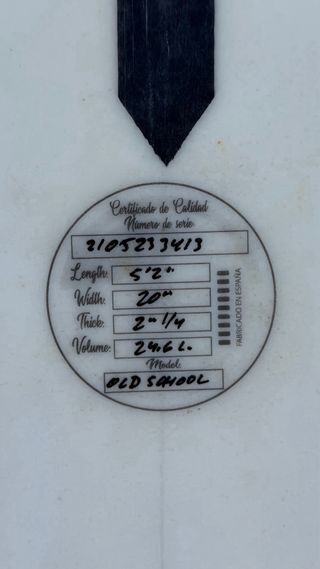 Certificado de Calidad
Número de serie
2105233413
Length: 5'2"
Width: 20"
Thick: 2" 1/4
Volume: 24.6 L.
Model:
OLD SCHOOL
FABRICADO EN ESPAÑA